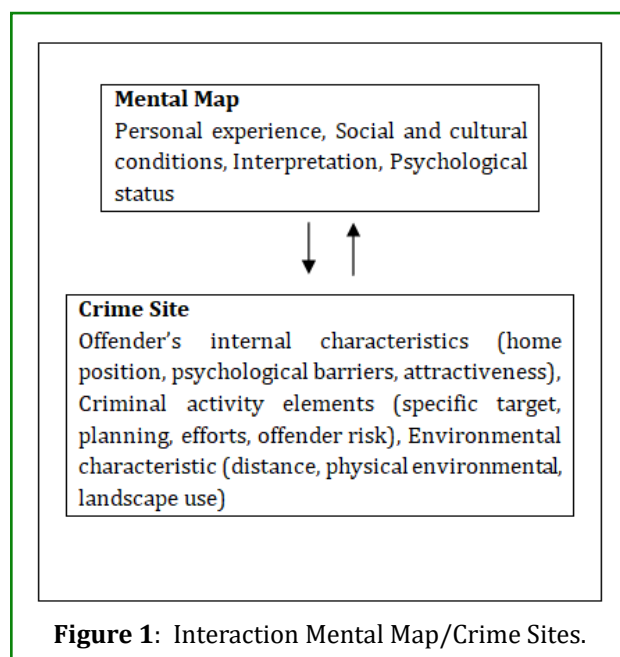 Mental Map
Personal experience, Social and cultural
conditions, Interpretation, Psychological
status
Crime Site
Offender's internal characteristics (home
position, psychological barriers, attractiveness),
Criminal activity elements (specific target,
planning, efforts, offender risk), Environmental
characteristic (distance, physical environmental,
landscape use)
Figure 1: Interaction Mental Map/Crime Sites.